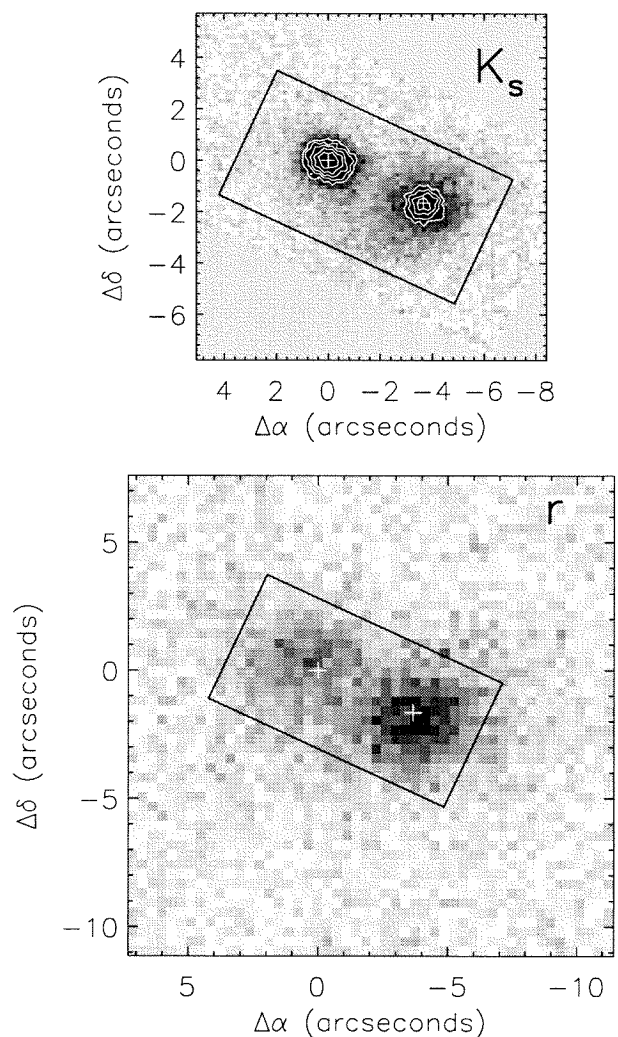 K_s
4
2
0
−2
−4
−6
Δδ (arcseconds)
4 2 0 −2 −4 −6 −8
Δα (arcseconds)
r
5
0
−5
−10
Δδ (arcseconds)
5 0 −5 −10
Δα (arcseconds)